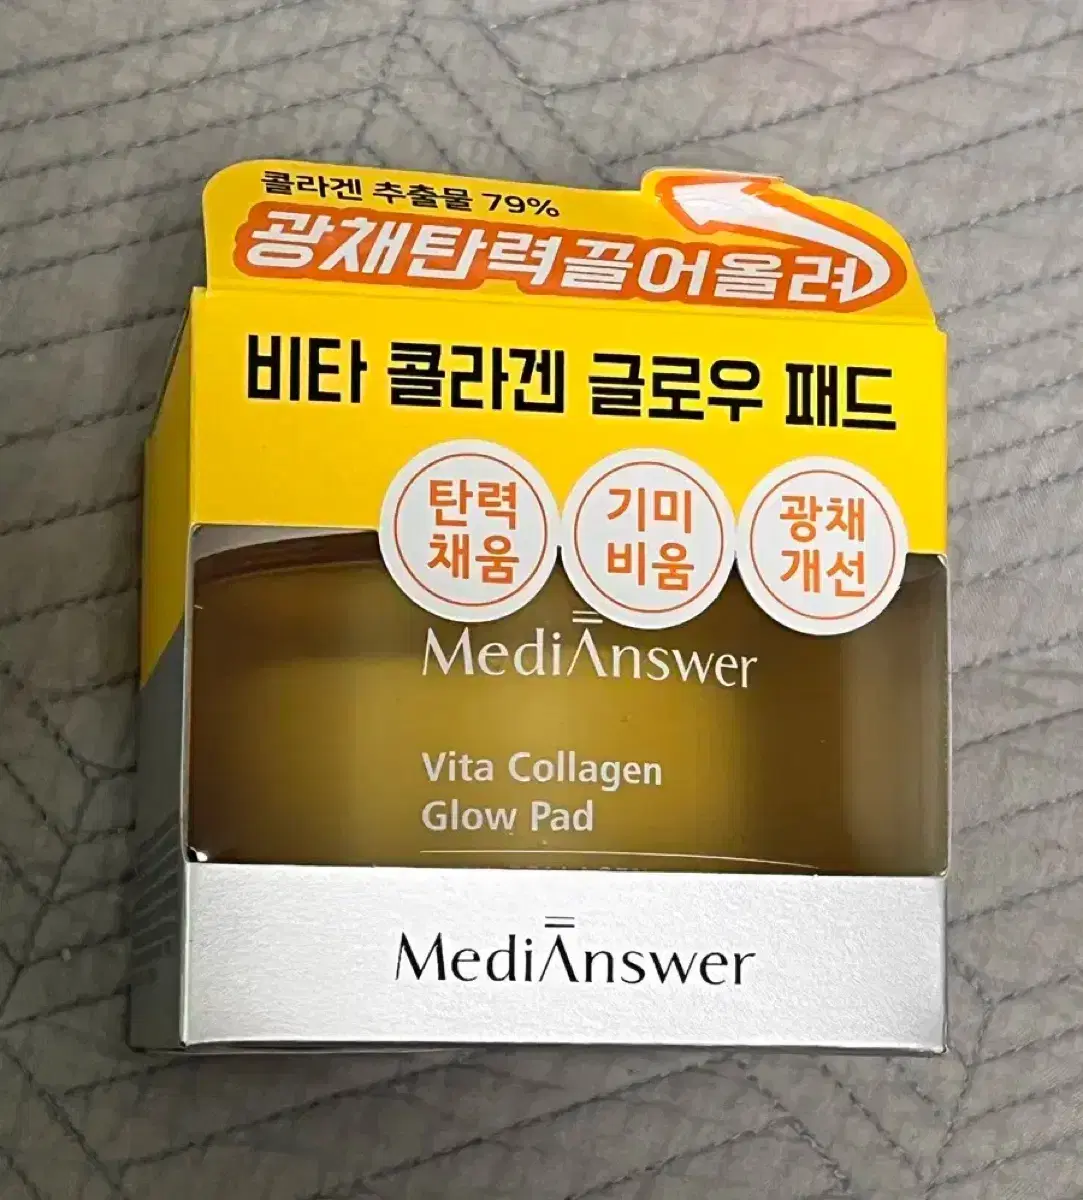 콜라겐 추출물 79%
광채탄력끌어올려
비타 콜라겐 글로우 패드
탄력
채움
기미
비움
광채
개선
MediAnswer
Vita Collagen
Glow Pad
MediAnswer